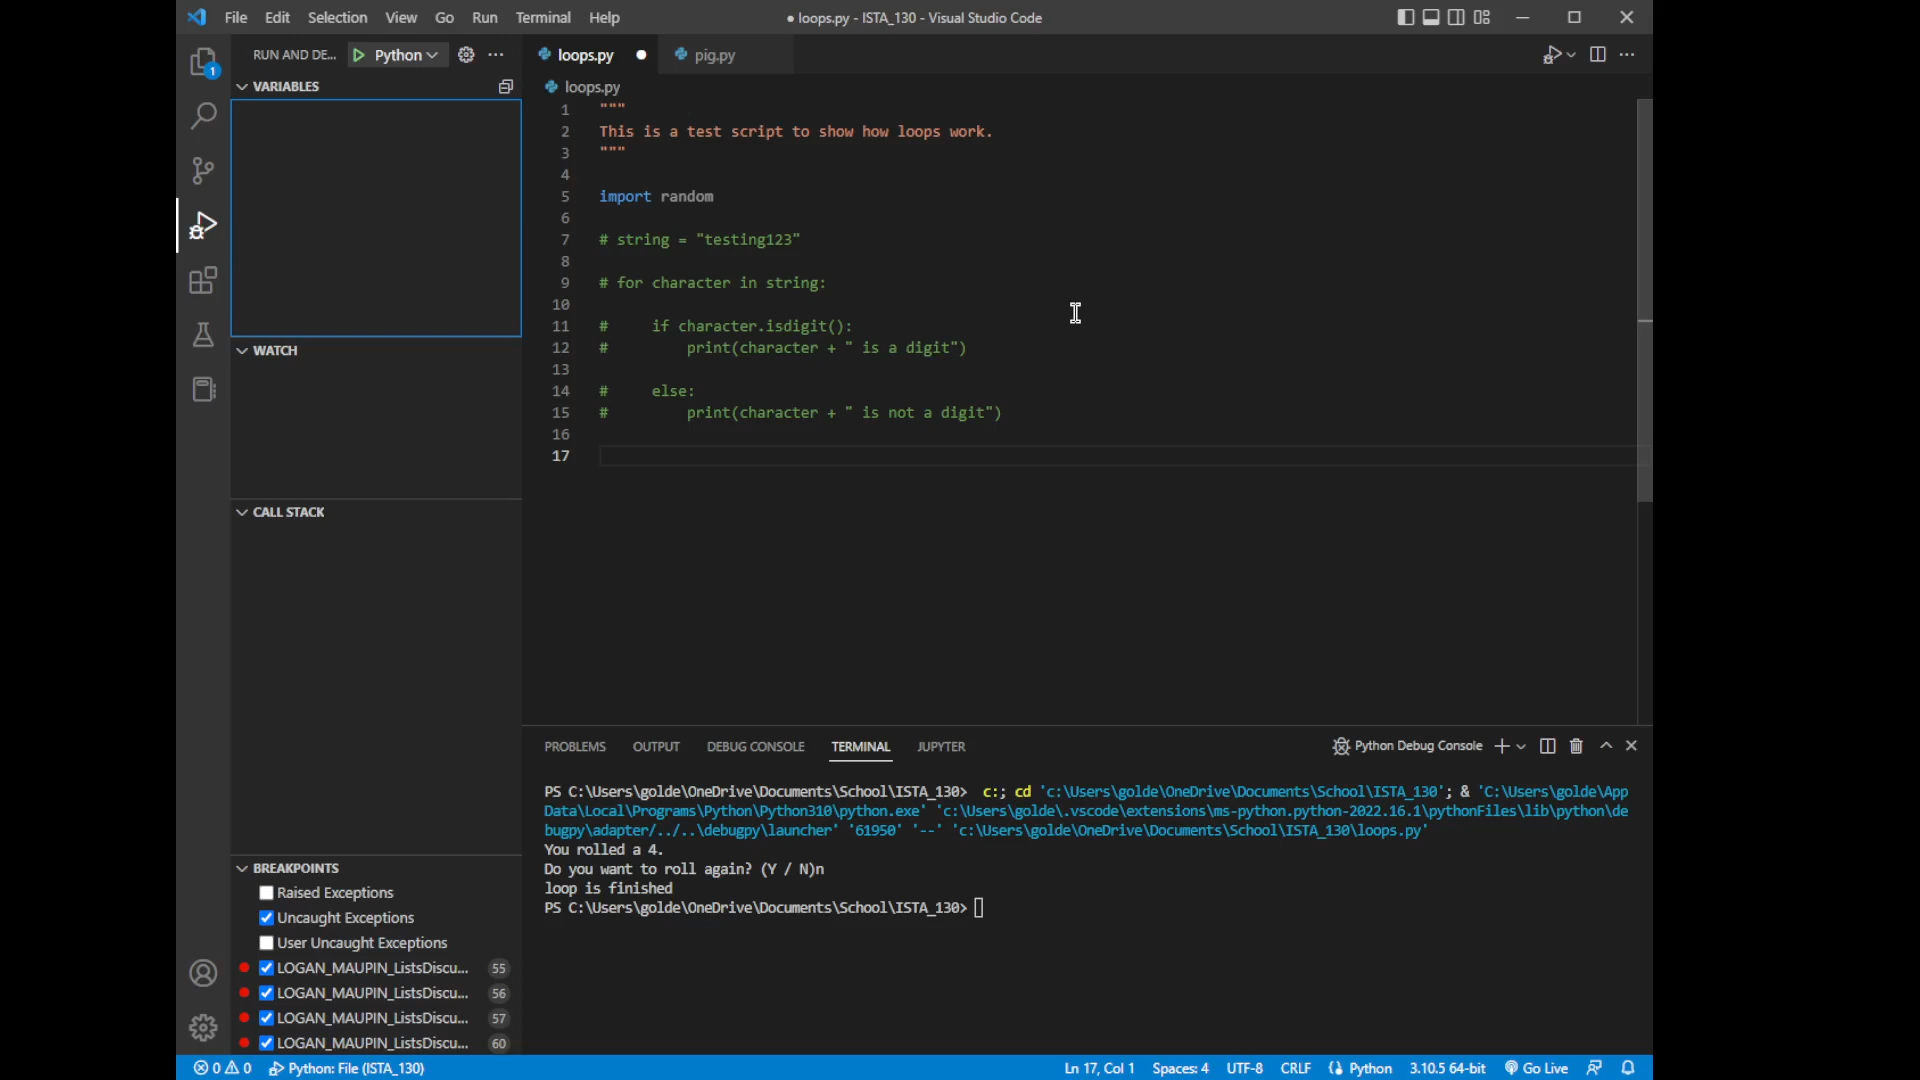 File Edit Selection View Go Run Terminal Help
● loops.py - ISTA_130 - Visual Studio Code
RUN AND DE... Python
loops.py ● pig.py
1
VARIABLES
loops.py
1 """
2 This is a test script to show how loops work.
3 """
4
5 import random
6
7 # string = "testing123"
8
9 # for character in string:
10
11 #     if character.isdigit():
12 #         print(character + " is a digit")
13
14 #     else:
15 #         print(character + " is not a digit")
16
17
WATCH
CALL STACK
BREAKPOINTS
Raised Exceptions
Uncaught Exceptions
User Uncaught Exceptions
LOGAN_MAUPIN_ListsDiscu... 55
LOGAN_MAUPIN_ListsDiscu... 56
LOGAN_MAUPIN_ListsDiscu... 57
LOGAN_MAUPIN_ListsDiscu... 60
PROBLEMS OUTPUT DEBUG CONSOLE TERMINAL JUPYTER
Python Debug Console
PS C:\Users\golde\OneDrive\Documents\School\ISTA_130>  c:; cd 'c:\Users\golde\OneDrive\Documents\School\ISTA_130'; & 'C:\Users\golde\App
Data\Local\Programs\Python\Python310\python.exe' 'c:\Users\golde\.vscode\extensions\ms-python.python-2022.16.1\pythonFiles\lib\python\de
bugpy\adapter/../..\debugpy\launcher' '61950' '--' 'c:\Users\golde\OneDrive\Documents\School\ISTA_130\loops.py'
You rolled a 4.
Do you want to roll again? (Y / N)n
loop is finished
PS C:\Users\golde\OneDrive\Documents\School\ISTA_130>
0 0 Python: File (ISTA_130)
Ln 17, Col 1 Spaces: 4 UTF-8 CRLF Python 3.10.5 64-bit Go Live